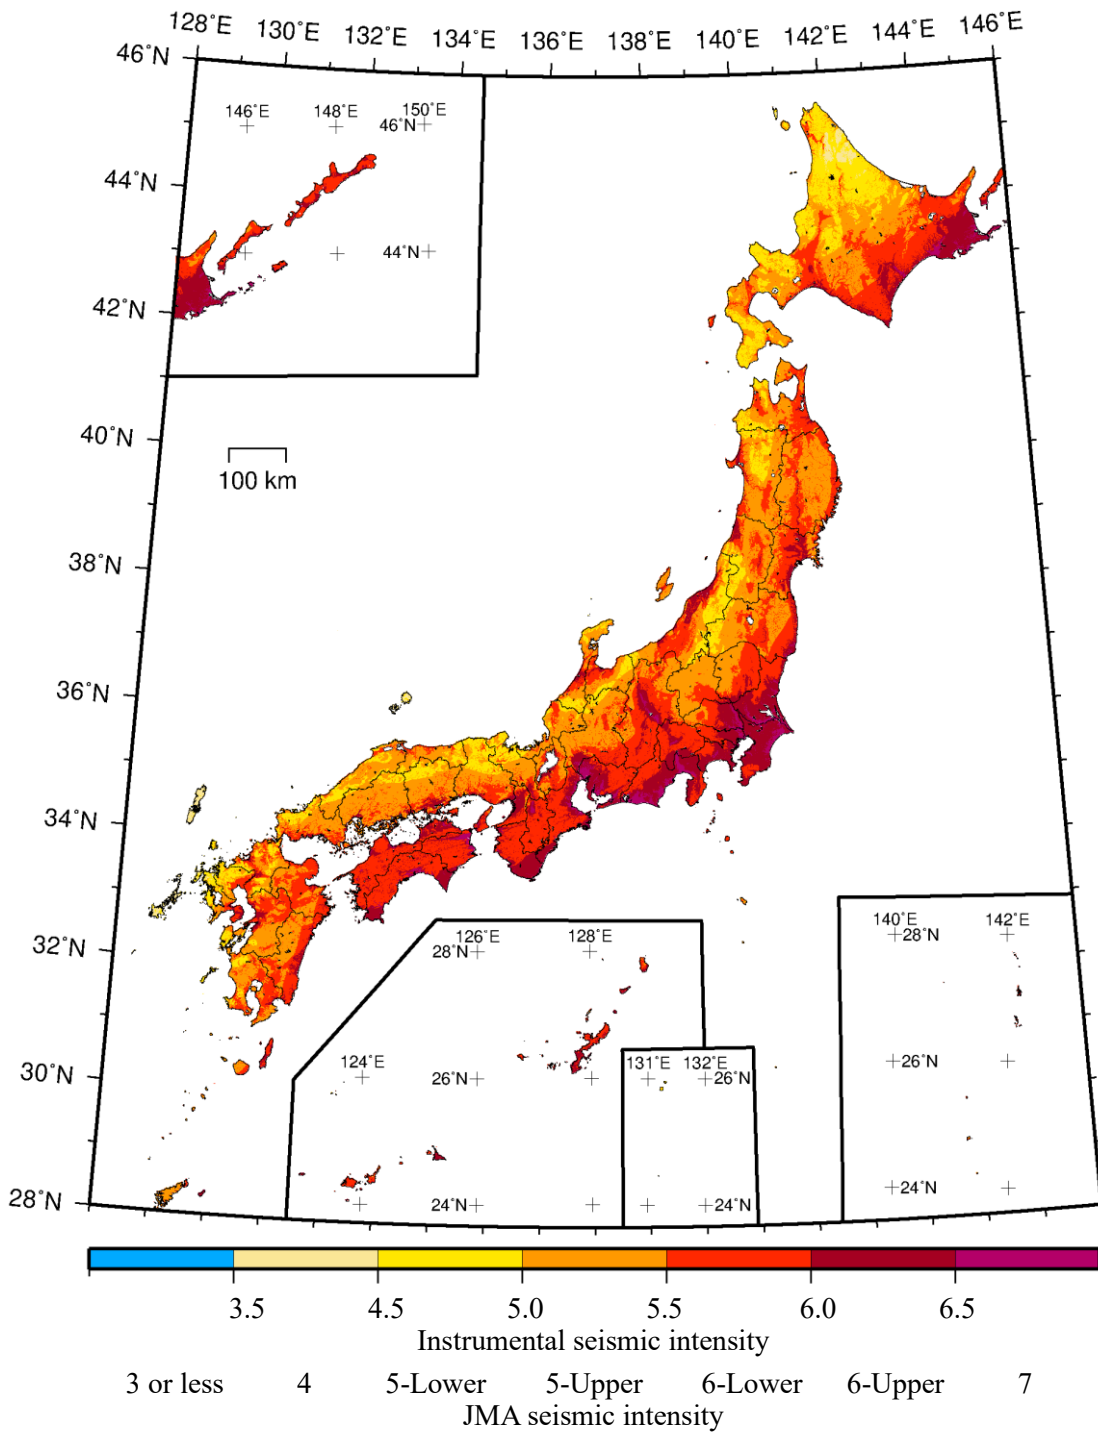 128°E 130°E 132°E 134°E 136°E 138°E 140°E 142°E 144°E 146°E
46°N
146°E 148°E 150°E
46°N
44°N
44°N
42°N
40°N
100 km
38°N
36°N
34°N
32°N
126°E 128°E
28°N
140°E 142°E
28°N
30°N
124°E
26°N
131°E 132°E
26°N
26°N
28°N
24°N
24°N
24°N
3.5 4.5 5.0 5.5 6.0 6.5
Instrumental seismic intensity
3 or less 4 5-Lower 5-Upper 6-Lower 6-Upper 7
JMA seismic intensity